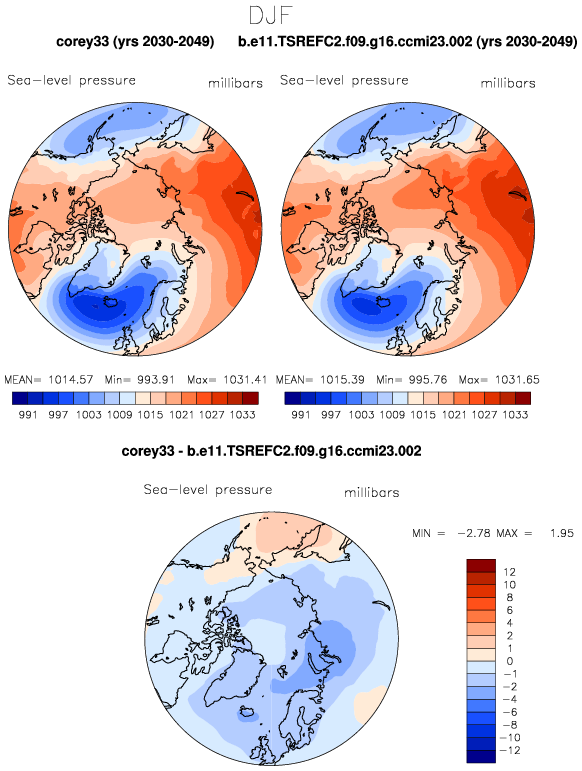 DJF
corey33 (yrs 2030-2049) b.e11.TSREFC2.f09.g16.ccmi23.002 (yrs 2030-2049)
Sea-level pressure millibars Sea-level pressure millibars
MEAN= 1014.57 Min= 993.91 Max= 1031.41 MEAN= 1015.39 Min= 995.76 Max= 1031.65
991 997 1003 1009 1015 1021 1027 1033 991 997 1003 1009 1015 1021 1027 1033
corey33 - b.e11.TSREFC2.f09.g16.ccmi23.002
Sea-level pressure millibars
MIN = -2.78 MAX = 1.95
12
10
8
6
4
2
1
0
-1
-2
-4
-6
-8
-10
-12